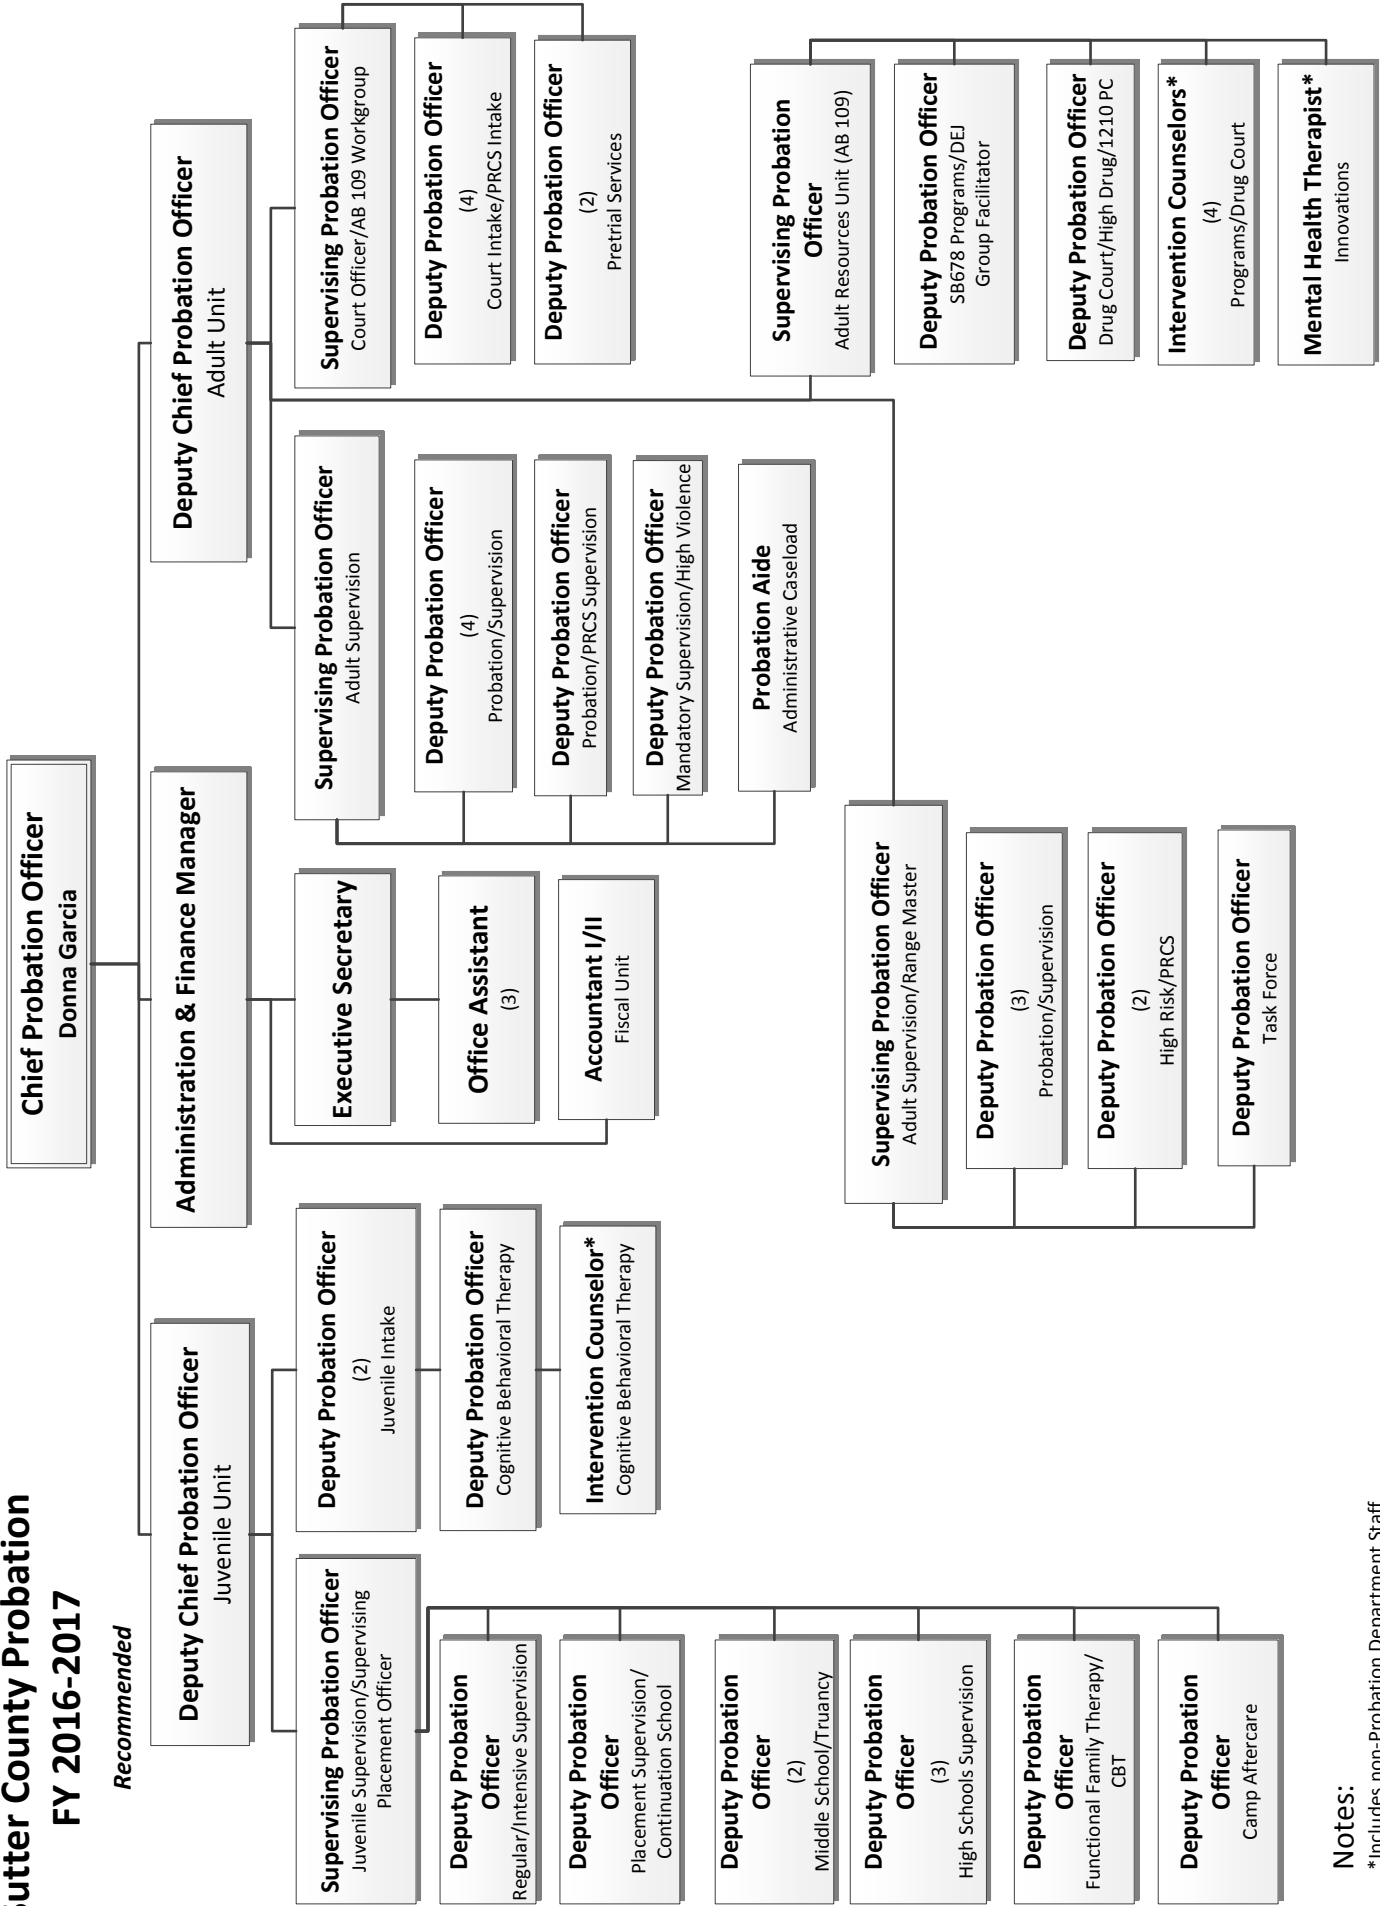 Sutter County Probation
FY 2016-2017
Recommended
Chief Probation Officer
Donna Garcia
Deputy Chief Probation Officer
Juvenile Unit
Administration & Finance Manager
Deputy Chief Probation Officer
Adult Unit
Supervising Probation Officer
Juvenile Supervision/Supervising
Placement Officer
Deputy Probation
Officer
Regular/Intensive Supervision
Deputy Probation
Officer
Placement Supervision/
Continuation School
Deputy Probation
Officer
(2)
Middle School/Truancy
Deputy Probation
Officer
(3)
High Schools Supervision
Deputy Probation
Officer
Functional Family Therapy/
CBT
Deputy Probation
Officer
Camp Aftercare
Deputy Probation Officer
(2)
Juvenile Intake
Deputy Probation Officer
Cognitive Behavioral Therapy
Intervention Counselor*
Cognitive Behavioral Therapy
Executive Secretary
Office Assistant
(3)
Accountant I/II
Fiscal Unit
Supervising Probation Officer
Adult Supervision
Deputy Probation Officer
(4)
Probation/Supervision
Deputy Probation Officer
Probation/PRCS Supervision
Deputy Probation Officer
Mandatory Supervision/High Violence
Probation Aide
Administrative Caseload
Supervising Probation Officer
Court Officer/AB 109 Workgroup
Deputy Probation Officer
(4)
Court Intake/PRCS Intake
Deputy Probation Officer
(2)
Pretrial Services
Supervising Probation Officer
Adult Supervision/Range Master
Deputy Probation Officer
(3)
Probation/Supervision
Deputy Probation Officer
(2)
High Risk/PRCS
Deputy Probation Officer
Task Force
Supervising Probation
Officer
Adult Resources Unit (AB 109)
Deputy Probation Officer
SB678 Programs/DEJ
Group Facilitator
Deputy Probation Officer
Drug Court/High Drug/1210 PC
Intervention Counselors*
(4)
Programs/Drug Court
Mental Health Therapist*
Innovations
Notes:
*Includes non-Probation Department Staff